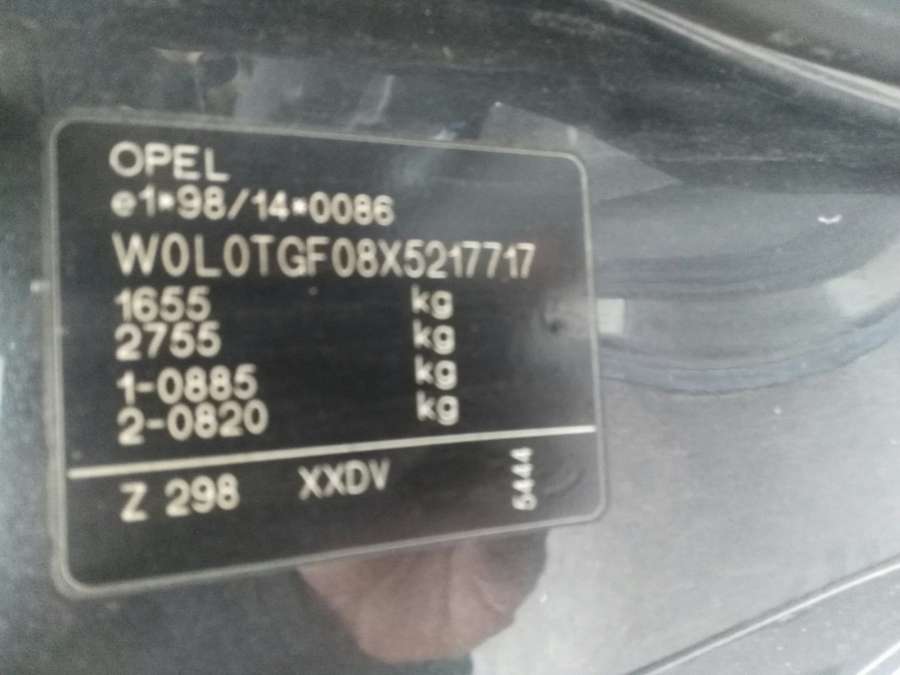 OPEL
e1*98/14*0086
W0L0TGF08X5217717
1655 kg
2755 kg
1-0885 kg
2-0820 kg
Z 298 XXDV 5444